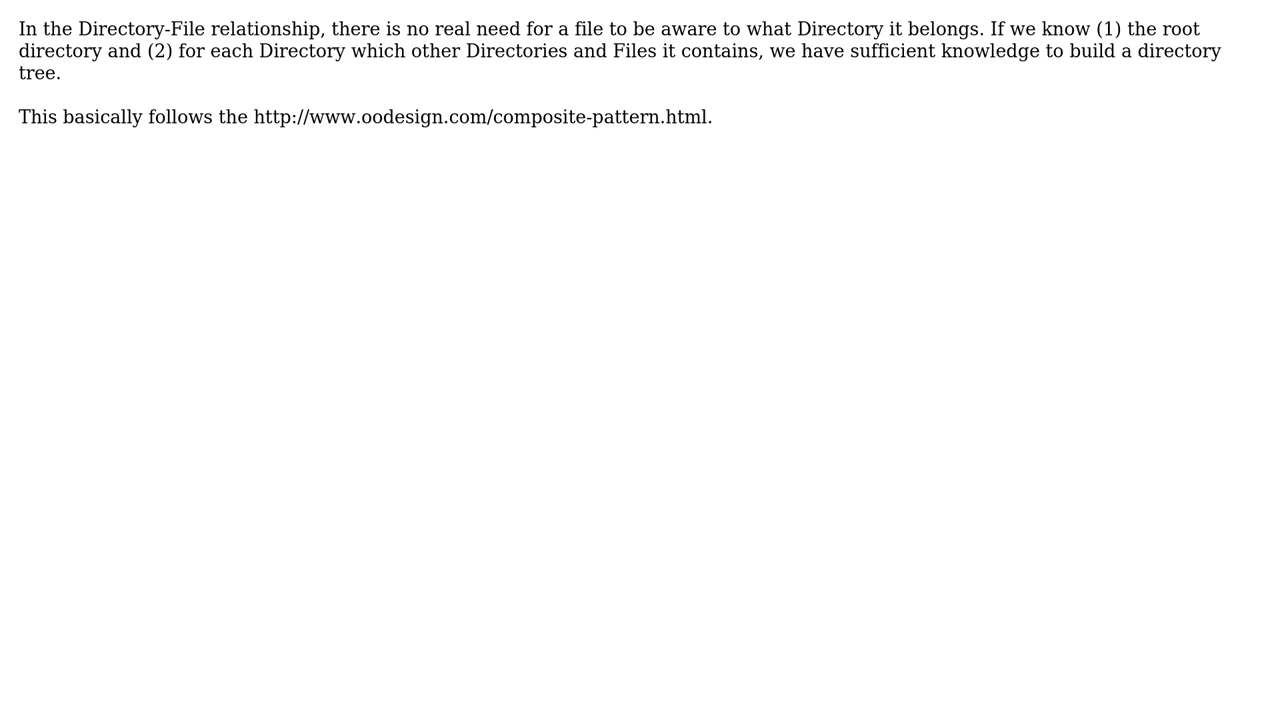 In the Directory-File relationship, there is no real need for a file to be aware to what Directory it belongs. If we know (1) the root
directory and (2) for each Directory which other Directories and Files it contains, we have sufficient knowledge to build a directory
tree.
This basically follows the http://www.oodesign.com/composite-pattern.html.